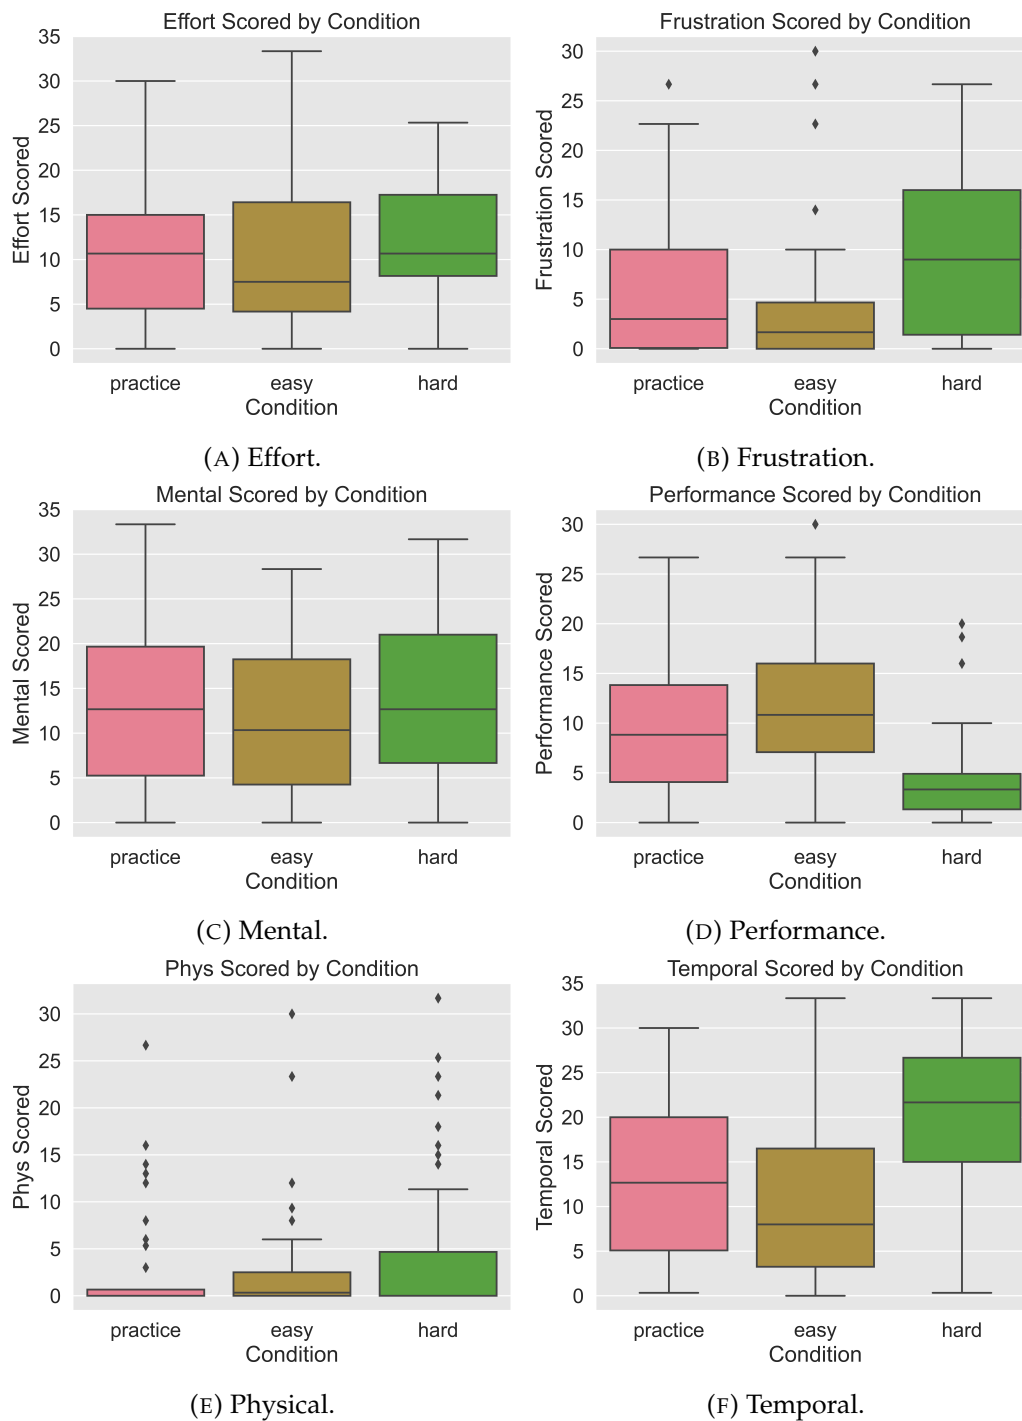 Effort Scored by Condition
Effort Scored
35
30
25
20
15
10
5
0
practice easy hard
Condition
(A) Effort.
Frustration Scored by Condition
Frustration Scored
30
25
20
15
10
5
0
practice easy hard
Condition
(B) Frustration.
Mental Scored by Condition
Mental Scored
35
30
25
20
15
10
5
0
practice easy hard
Condition
(C) Mental.
Performance Scored by Condition
Performance Scored
30
25
20
15
10
5
0
practice easy hard
Condition
(D) Performance.
Phys Scored by Condition
Phys Scored
30
25
20
15
10
5
0
practice easy hard
Condition
(E) Physical.
Temporal Scored by Condition
Temporal Scored
35
30
25
20
15
10
5
0
practice easy hard
Condition
(F) Temporal.